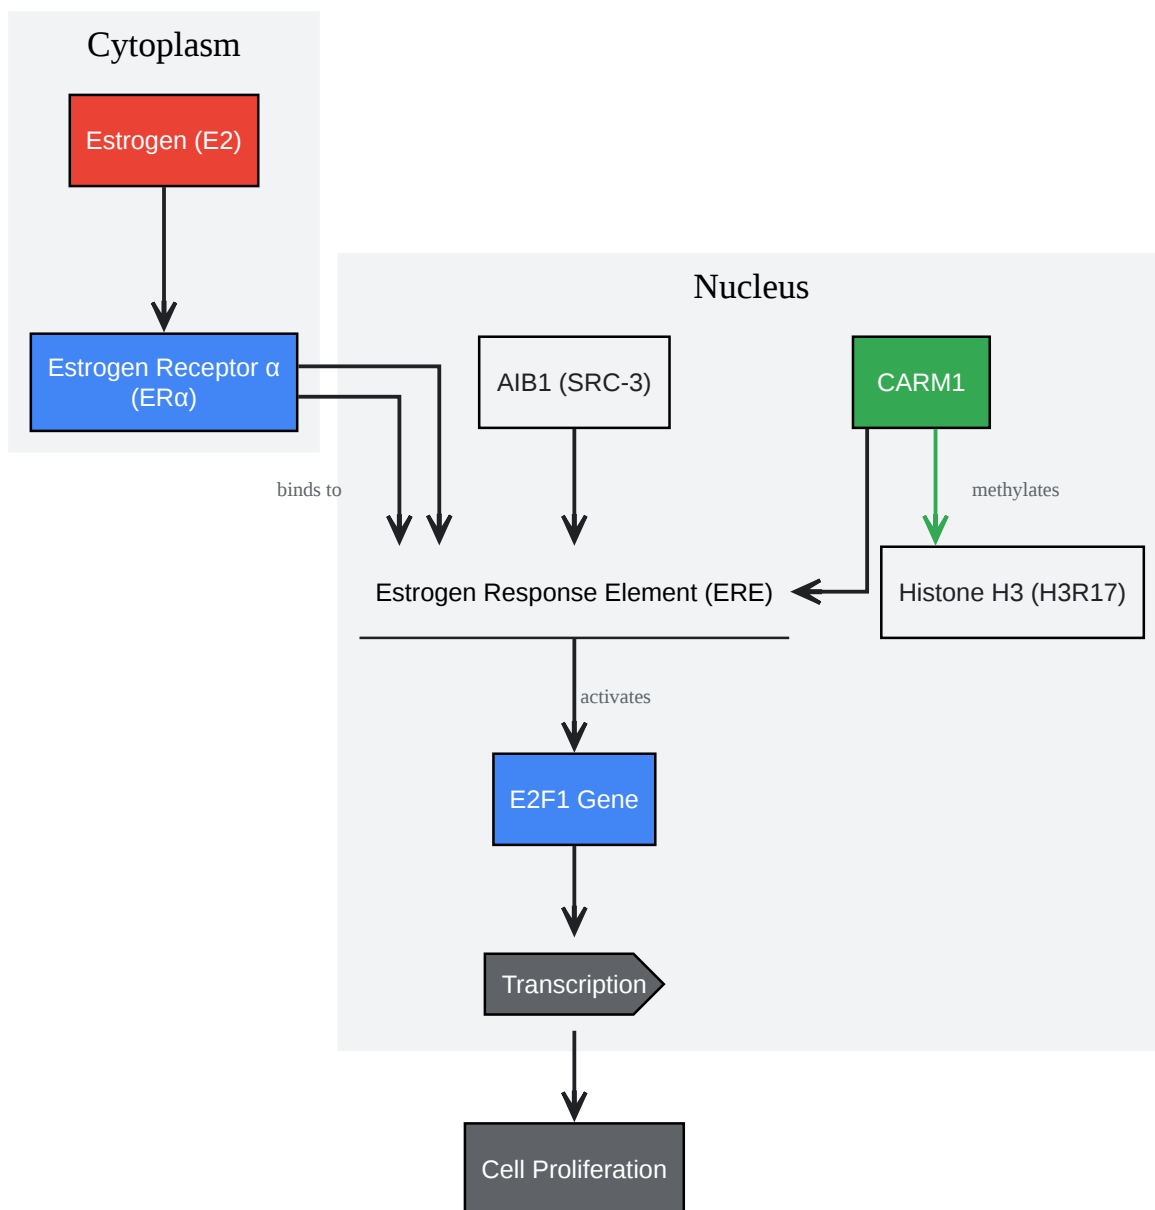 Cytoplasm
Estrogen (E2)
Nucleus
Estrogen Receptor α
(ERα)
AIB1 (SRC-3)
CARM1
binds to
methylates
Estrogen Response Element (ERE)
Histone H3 (H3R17)
activates
E2F1 Gene
Transcription
Cell Proliferation